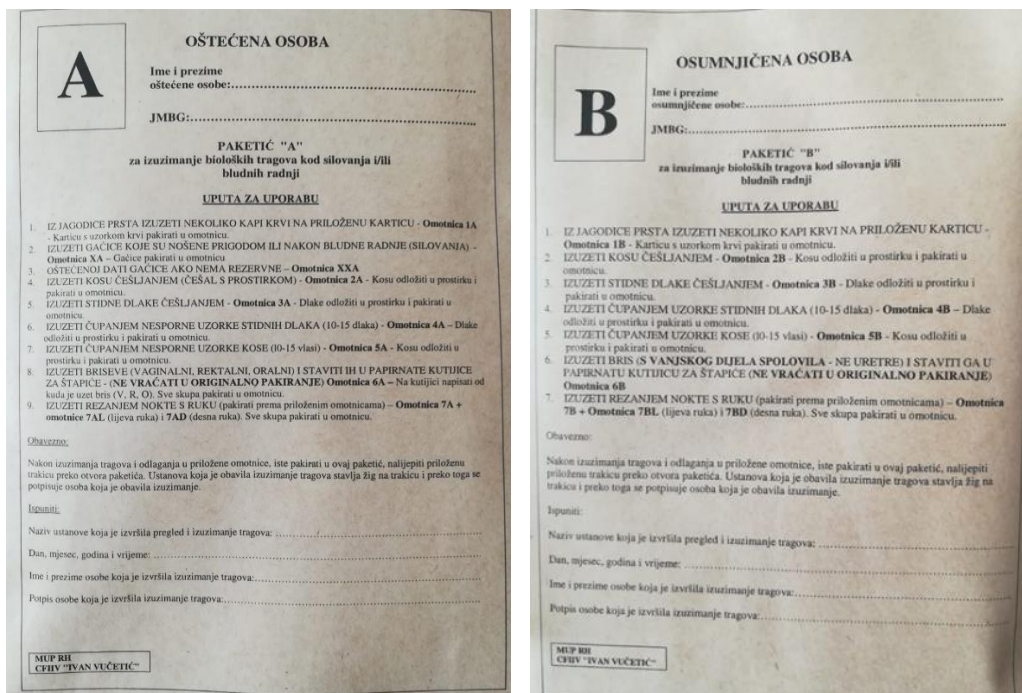 A
OŠTEĆENA OSOBA
Ime i prezime
oštećene osobe:
JMBG:
PAKETIĆ "A"
za izuzimanje bioloških tragova kod silovanja i/ili
bludnih radnji
UPUTA ZA UPORABU
1. IZ JAGODICE PRSTA IZUZETI NEKOLIKO KAPI KRVI NA PRILOŽENU KARTICU - Omotnica 1A
- Karticu s uzorkom krvi pakirati u omotnicu.
2. IZUZETI GAĆICE KOJE SU NOŠENE PRIGODOM ILI NAKON BLUDNE RADNJE (SILOVANJA) -
Omotnica XA – Gaćice pakirati u omotnicu
3. OŠTEĆENOJ DATI GAĆICE AKO NEMA REZERVNE – Omotnica XXA
4. IZUZETI KOSU ČEŠLJANJEM (ČEŠALJ S PROSTIRKOM) - Omotnica 2A - Kosu odložiti u prostirku i
pakirati u omotnicu.
5. IZUZETI STIDNE DLAKE ČEŠLJANJEM - Omotnica 3A - Dlake odložiti u prostirku i pakirati u
omotnicu.
6. IZUZETI ČUPANJEM NESPORNE UZORKE STIDNIH DLAKA (10-15 dlaka) - Omotnica 4A – Dlake
odložiti u prostirku i pakirati u omotnicu.
7. IZUZETI ČUPANJEM NESPORNE UZORKE KOSE (10-15 vlasi) - Omotnica 5A - Kosu odložiti u
prostirku i pakirati u omotnicu.
8. IZUZETI BRISEVE (VAGINALNI, REKTALNI, ORALNI) I STAVITI IH U PAPIRNATE KUTIJICE
ZA ŠTAPIĆE - (NE VRAĆATI U ORIGINALNO PAKIRANJE) Omotnica 6A – Na kutijici napisati od
kuda je uzet bris (V, R, O). Sve skupa pakirati u omotnicu.
9. IZUZETI REZANJEM NOKTE S RUKU (pakirati prema priloženim omotnicama) – Omotnica 7A +
omotnice 7AL (lijeva ruka) i 7AD (desna ruka). Sve skupa pakirati u omotnicu.
Obavezno:
Nakon izuzimanja tragova i odlaganja u priložene omotnice, iste pakirati u ovaj paketić, nalijepiti priloženu
trakicu preko otvora paketića. Ustanova koja je obavila izuzimanje tragova stavlja žig na trakicu i preko toga se
potpisuje osoba koja je obavila izuzimanje.
Ispuniti:
Naziv ustanove koja je izvršila pregled i izuzimanje tragova:
Dan, mjesec, godina i vrijeme:
Ime i prezime osobe koja je izvršila izuzimanje tragova:
Potpis osobe koja je izvršila izuzimanje tragova:
MUP RH
CFIIV "IVAN VUČETIĆ"
B
OSUMNJIČENA OSOBA
Ime i prezime
osumnjičene osobe:
JMBG:
PAKETIĆ "B"
za izuzimanje bioloških tragova kod silovanja i/ili
bludnih radnji
UPUTA ZA UPORABU
1. IZ JAGODICE PRSTA IZUZETI NEKOLIKO KAPI KRVI NA PRILOŽENU KARTICU -
Omotnica 1B - Karticu s uzorkom krvi pakirati u omotnicu.
2. IZUZETI KOSU ČEŠLJANJEM - Omotnica 2B - Kosu odložiti u prostirku i pakirati u
omotnicu.
3. IZUZETI STIDNE DLAKE ČEŠLJANJEM - Omotnica 3B - Dlake odložiti u prostirku i
pakirati u omotnicu.
4. IZUZETI ČUPANJEM UZORKE STIDNIH DLAKA (10-15 dlaka) - Omotnica 4B – Dlake
odložiti u prostirku i pakirati u omotnicu.
5. IZUZETI ČUPANJEM UZORKE KOSE (10-15 vlasi) - Omotnica 5B - Kosu odložiti u
prostirku i pakirati u omotnicu.
6. IZUZETI BRIS (S VANJSKOG DIJELA SPOLOVILA - NE URETRE) I STAVITI GA U
PAPIRNATU KUTIJICU ZA ŠTAPIĆE (NE VRAĆATI U ORIGINALNO PAKIRANJE)
Omotnica 6B
7. IZUZETI REZANJEM NOKTE S RUKU (pakirati prema priloženim omotnicama) – Omotnica
7B + Omotnice 7BL (lijeva ruka) i 7BD (desna ruka). Sve skupa pakirati u omotnicu.
Obavezno:
Nakon izuzimanja tragova i odlaganja u priložene omotnice, iste pakirati u ovaj paketić, nalijepiti
priloženu trakicu preko otvora paketića. Ustanova koja je obavila izuzimanje tragova stavlja žig na
trakicu i preko toga se potpisuje osoba koja je obavila izuzimanje.
Ispuniti:
Naziv ustanove koja je izvršila pregled i izuzimanje tragova:
Dan, mjesec, godina i vrijeme:
Ime i prezime osobe koja je izvršila izuzimanje tragova:
Potpis osobe koja je izvršila izuzimanje tragova:
MUP RH
CFIIV "IVAN VUČETIĆ"